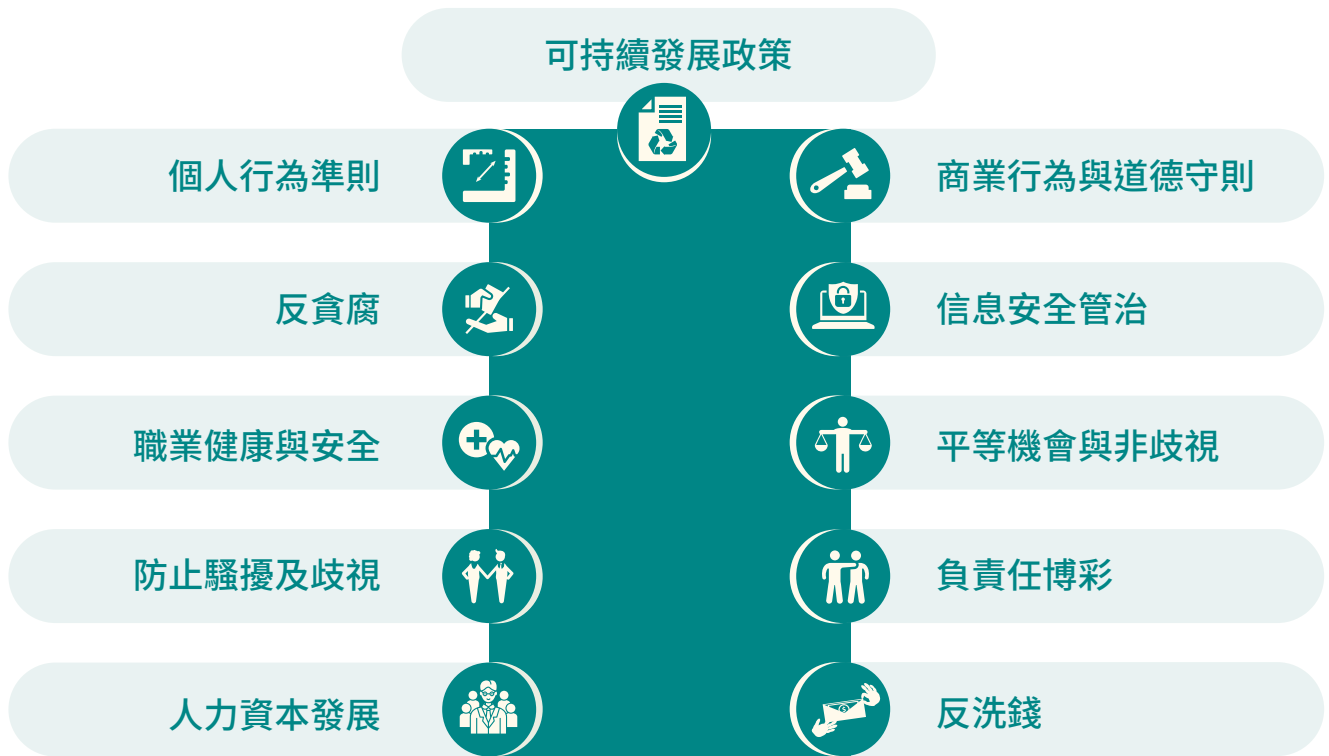 可持續發展政策
個人行為準則
商業行為與道德守則
反貪腐
信息安全管治
職業健康與安全
平等機會與非歧視
防止騷擾及歧視
負責任博彩
人力資本發展
反洗錢